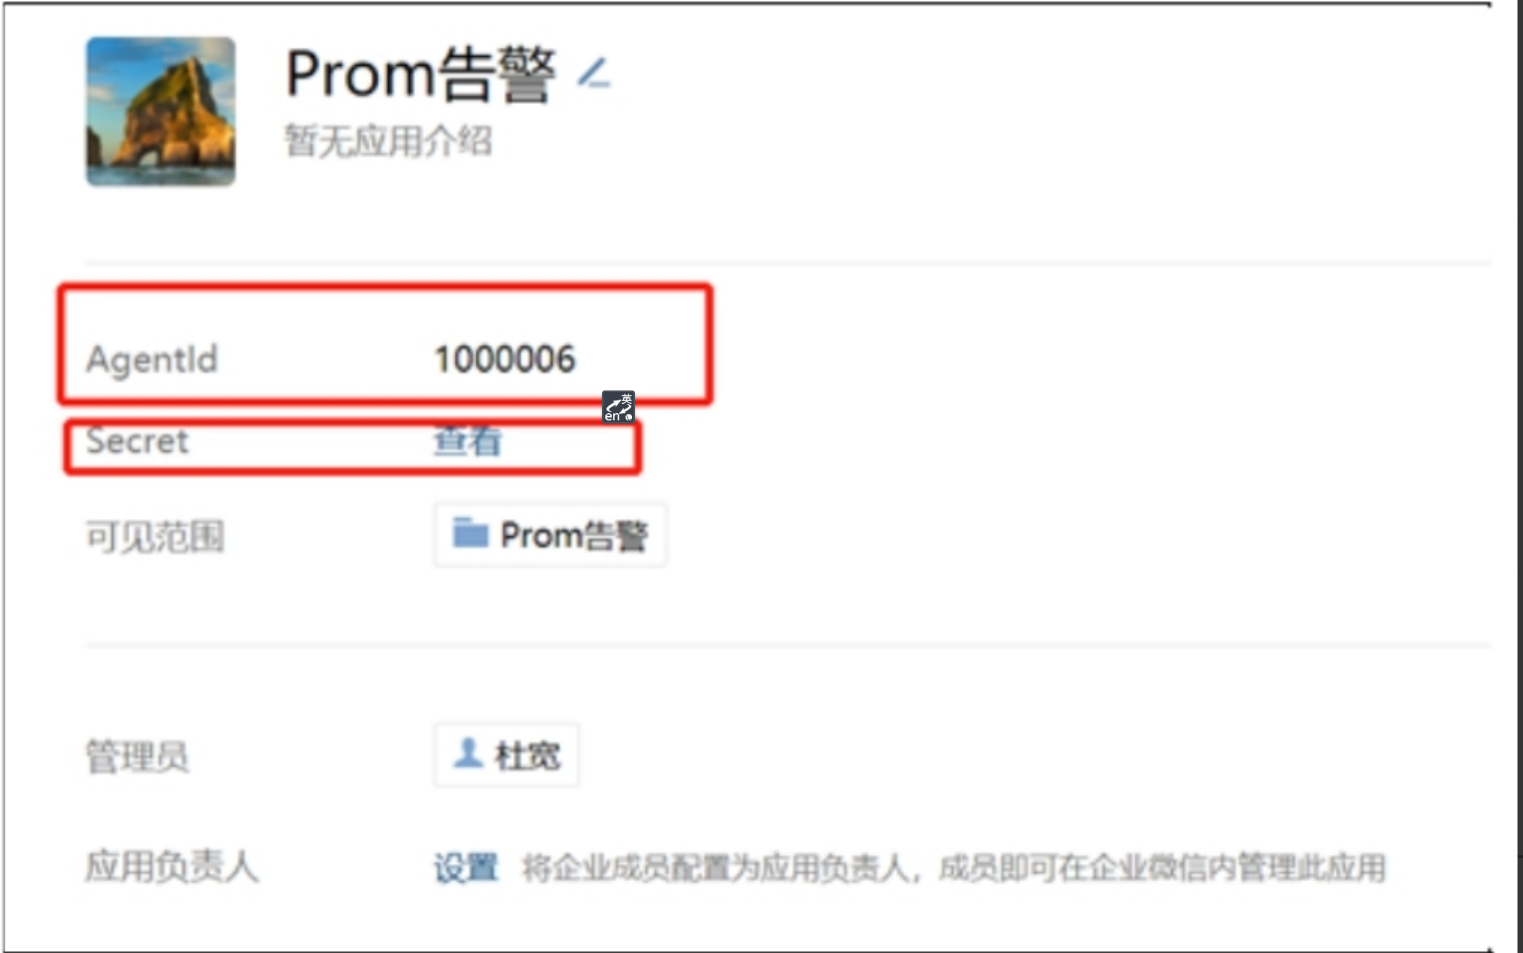 Prom告警
暂无应用介绍
AgentId 1000006
英
en
Secret 查看
可见范围 Prom告警
管理员 杜宽
应用负责人 设置 将企业成员配置为应用负责人，成员即可在企业微信内管理此应用